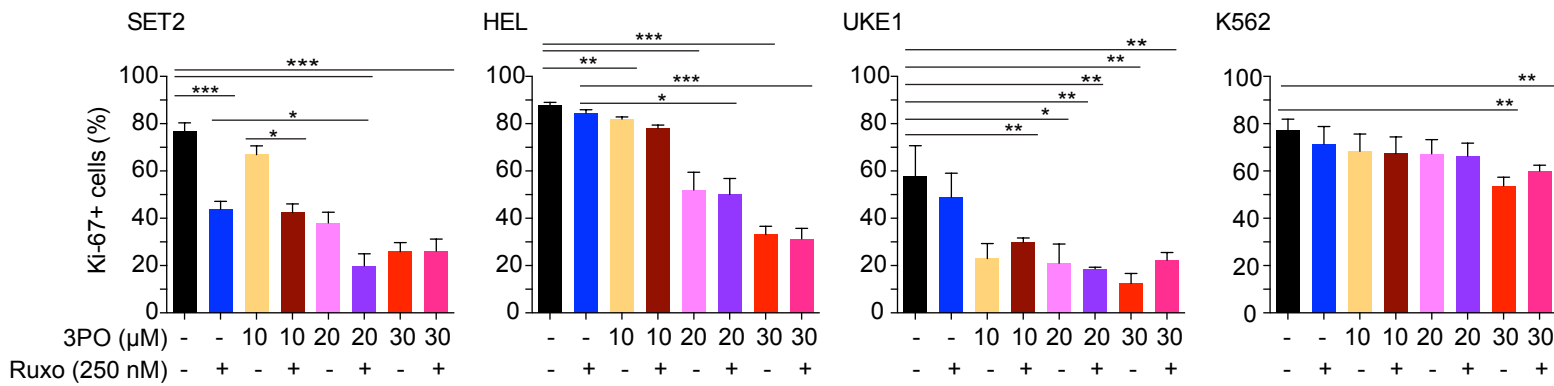 SET2 HEL UKE1 K562
*** *** ** **
*** ** *** ** **
* * ** **
* ** *
**
Ki-67+ cells (%)
100 100 100 100
80 80 80 80
60 60 60 60
40 40 40 40
20 20 20 20
0 0 0 0
3PO (µM) - - 10 10 20 20 30 30 - - 10 10 20 20 30 30 - - 10 10 20 20 30 30 - - 10 10 20 20 30 30
Ruxo (250 nM) - + - + - + - + - + - + - + - + - + - + - + - + - + - + - + - +